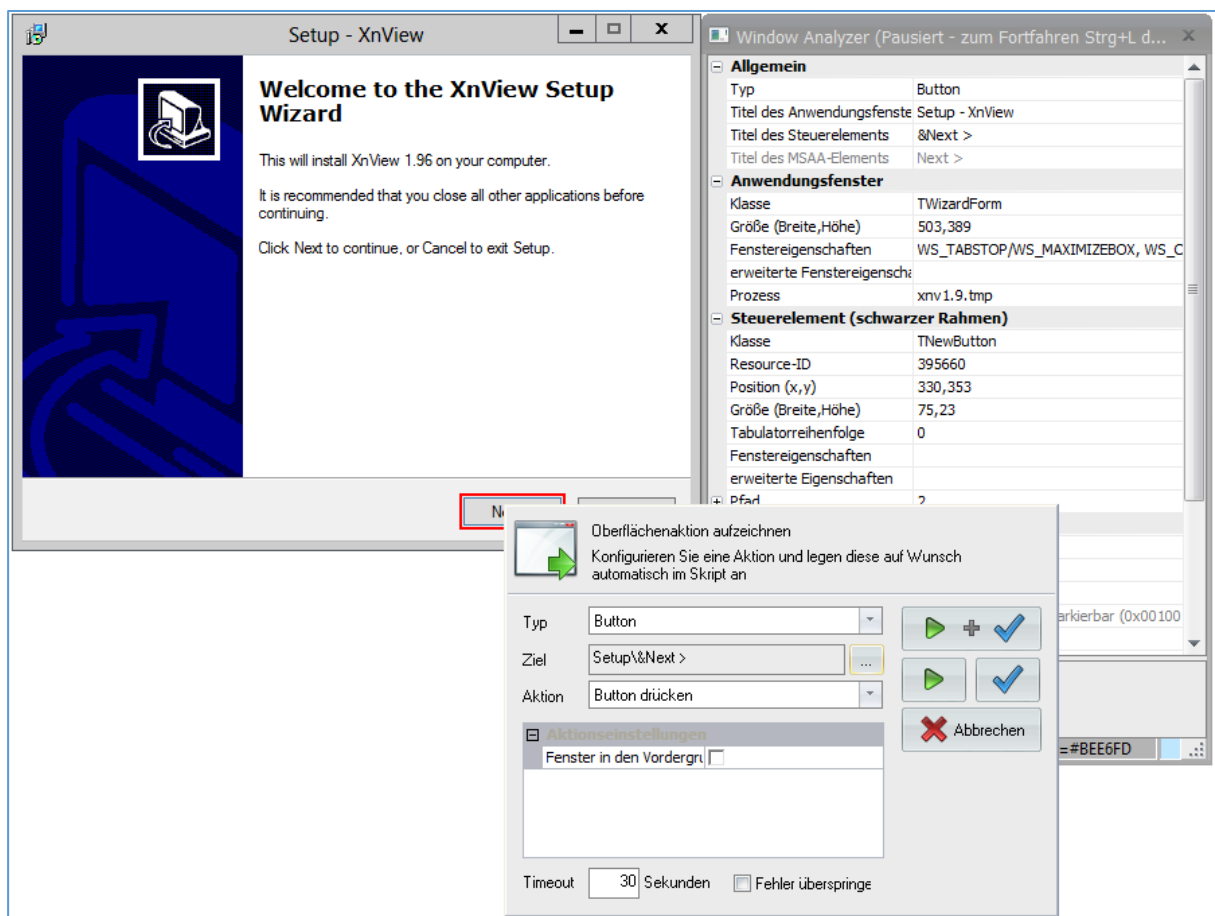 Setup - XnView
Welcome to the XnView Setup
Wizard
This will install XnView 1.96 on your computer.
It is recommended that you close all other applications before
continuing.
Click Next to continue, or Cancel to exit Setup.
Window Analyzer (Pausiert - zum Fortfahren Strg+L d...
Allgemein
Typ Button
Titel des Anwendungsfenste Setup - XnView
Titel des Steuerelements &Next >
Titel des MSAA-Elements Next >
Anwendungsfenster
Klasse TWizardForm
Größe (Breite,Höhe) 503,389
Fenstereigenschaften WS_TABSTOP/WS_MAXIMIZEBOX, WS_C
erweiterte Fenstereigenscha
Prozess xnv1.9.tmp
Steuerelement (schwarzer Rahmen)
Klasse TNewButton
Resource-ID 395660
Position (x,y) 330,353
Größe (Breite,Höhe) 75,23
Tabulatorreihenfolge 0
Fenstereigenschaften
erweiterte Eigenschaften
Pfad 2
arkierbar (0x00100
=#BEE6FD
Oberflächenaktion aufzeichnen
Konfigurieren Sie eine Aktion und legen diese auf Wunsch
automatisch im Skript an
Typ Button
Ziel Setup\&Next > ...
Aktion Button drücken
Abbrechen
Aktionseinstellungen
Fenster in den Vordergru
Timeout 30 Sekunden Fehler überspringe